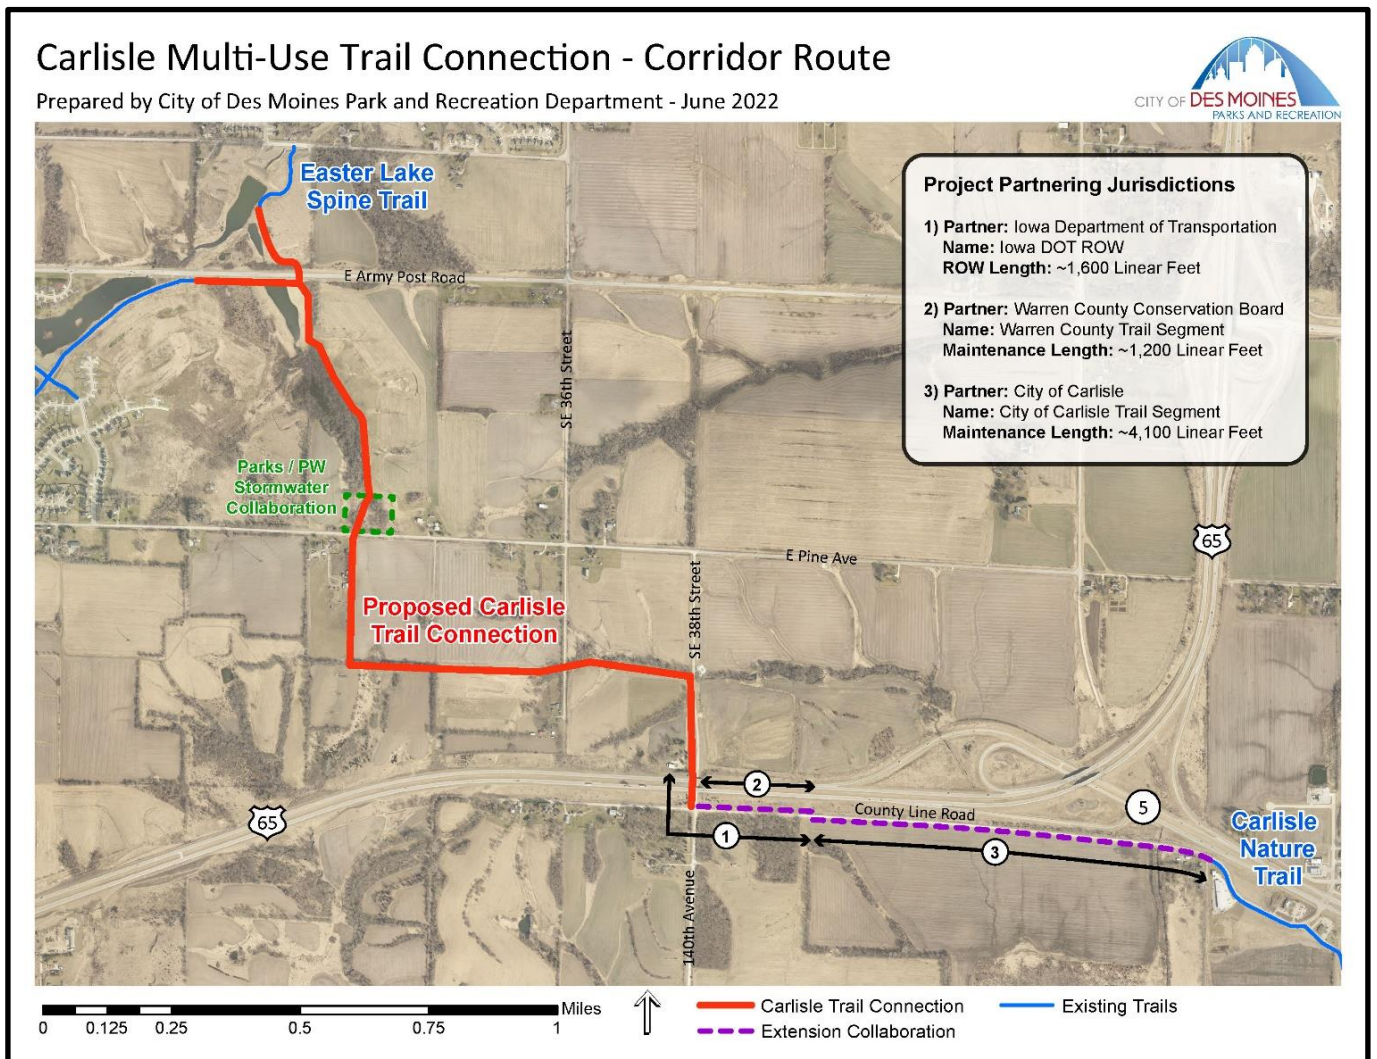 Carlisle Multi-Use Trail Connection - Corridor Route
Prepared by City of Des Moines Park and Recreation Department - June 2022
CITY OF DES MOINES
PARKS AND RECREATION
Easter Lake
Spine Trail
E Army Post Road
Project Partnering Jurisdictions
1) Partner: Iowa Department of Transportation
Name: Iowa DOT ROW
ROW Length: ~1,600 Linear Feet
2) Partner: Warren County Conservation Board
Name: Warren County Trail Segment
Maintenance Length: ~1,200 Linear Feet
3) Partner: City of Carlisle
Name: City of Carlisle Trail Segment
Maintenance Length: ~4,100 Linear Feet
SE 36th Street
Parks / PW
Stormwater
Collaboration
65
E Pine Ave
SE 38th Street
Proposed Carlisle
Trail Connection
2
65
County Line Road
5
1
3
Carlisle
Nature
Trail
140th Avenue
Miles
0 0.125 0.25 0.5 0.75 1
Carlisle Trail Connection
Existing Trails
Extension Collaboration